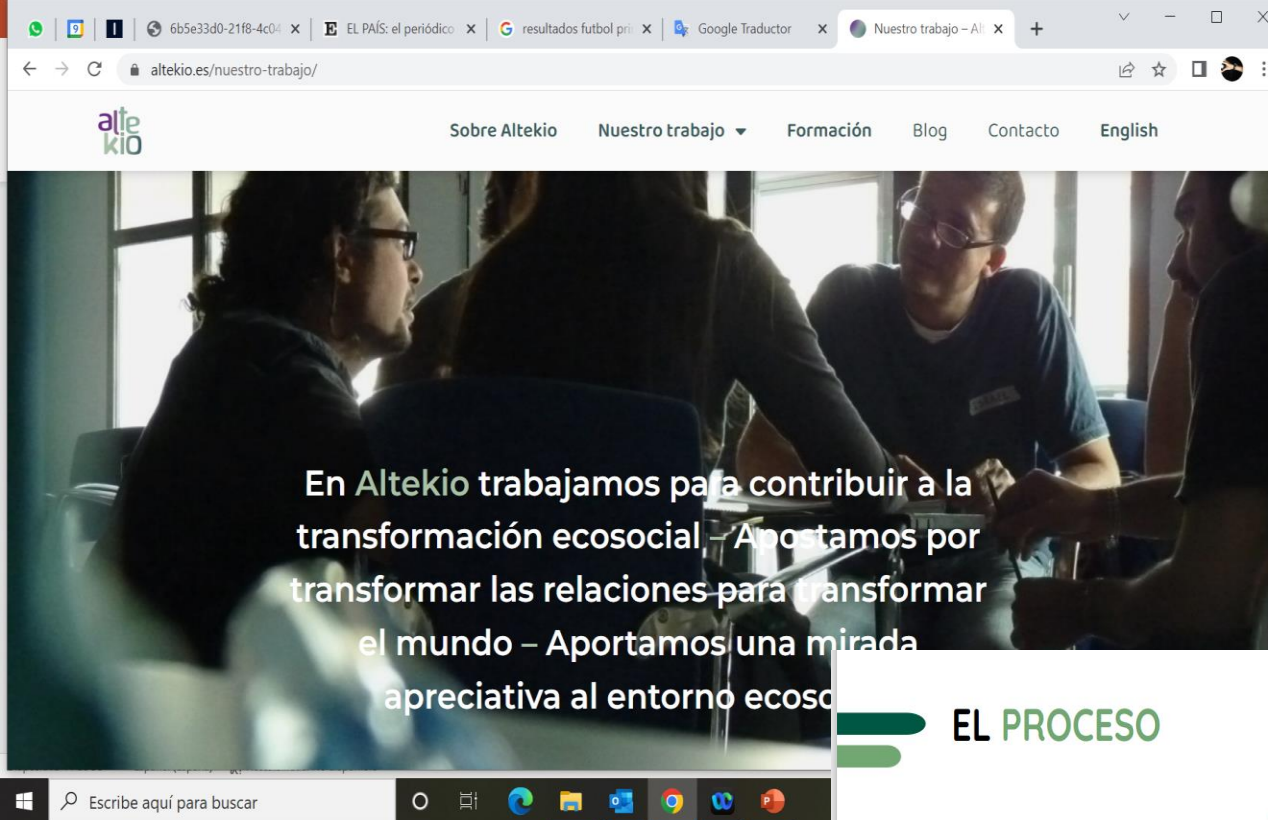 6b5e33d0-21f8-4c04
EL PAÍS: el periódico
resultados futbol pri
Google Traductor
Nuestro trabajo – Alt
altekio.es/nuestro-trabajo/
alte
kio
Sobre Altekio
Nuestro trabajo
Formación
Blog
Contacto
English
En Altekio trabajamos para contribuir a la
transformación ecosocial – Apostamos por
transformar las relaciones para transformar
el mundo – Aportamos una mirada
apreciativa al entorno ecoso
EL PROCESO
Escribe aquí para buscar